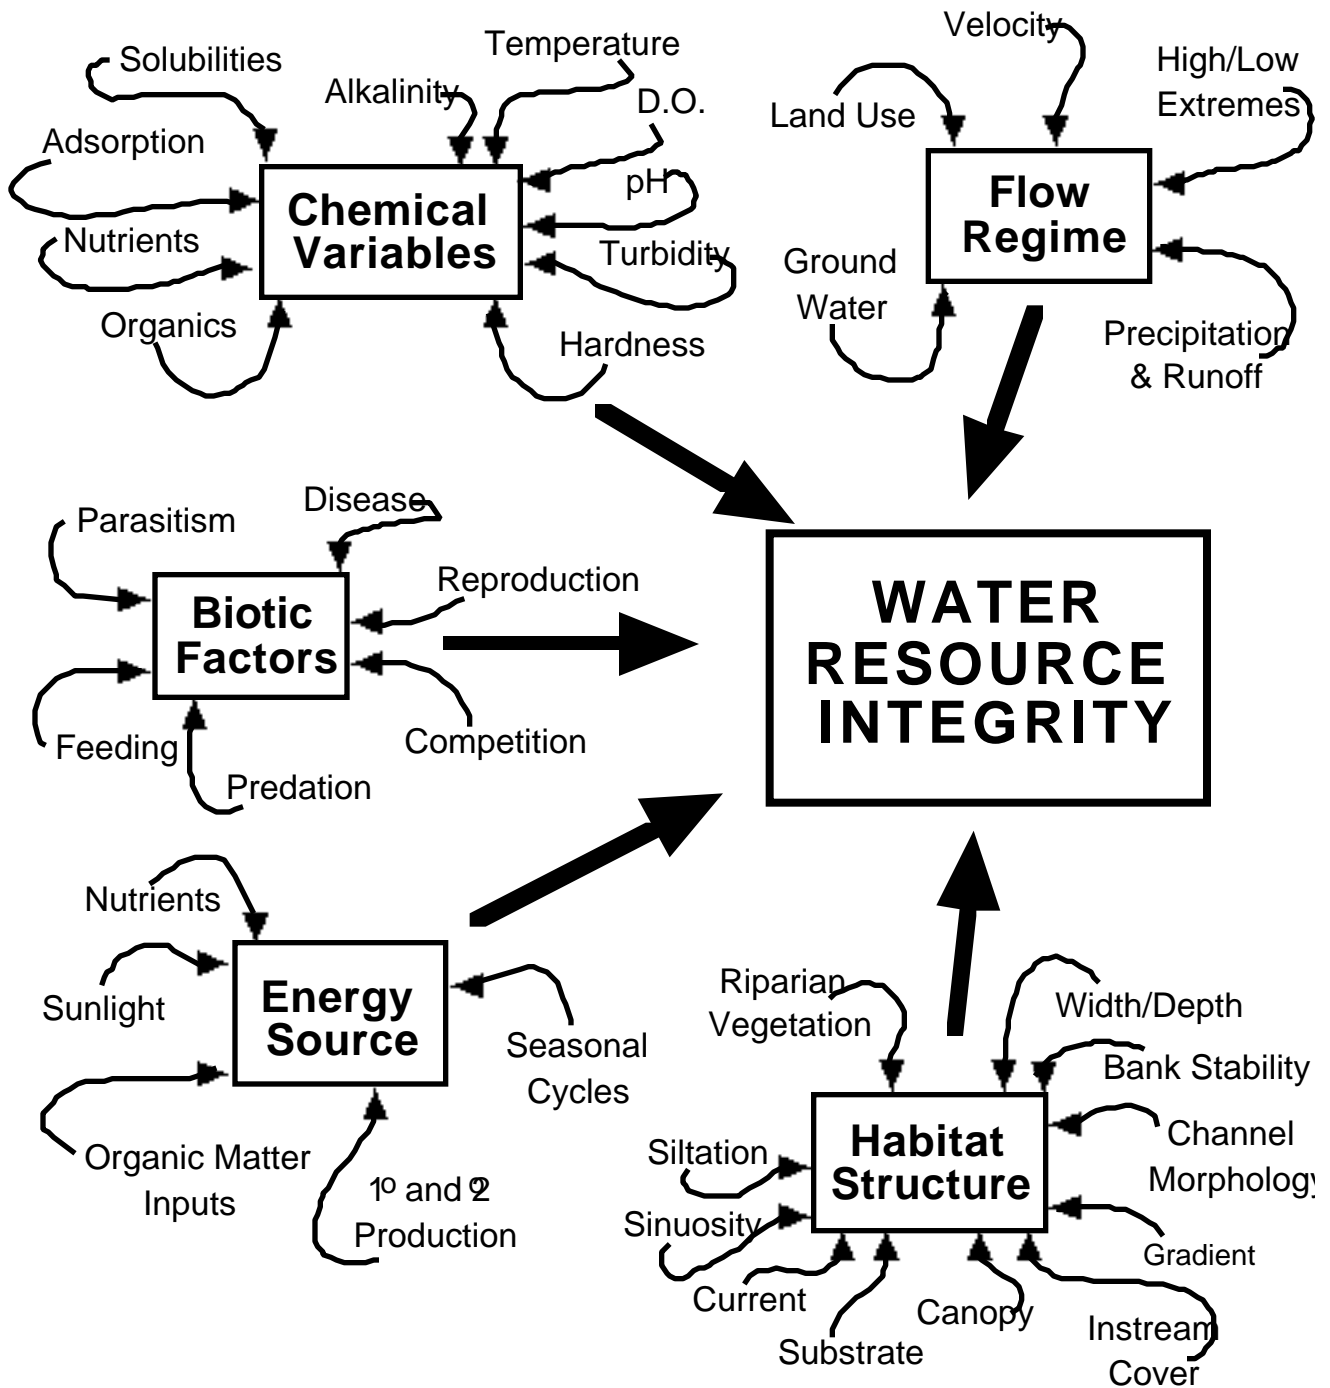 Solubilities
Alkalinity
Temperature
D.O.
Adsorption
pH
Chemical
Variables
Nutrients
Turbidity
Organics
Hardness
Velocity
High/Low
Extremes
Land Use
Flow
Regime
Ground
Water
Precipitation
& Runoff
Disease
Parasitism
Reproduction
Biotic
Factors
Feeding
Competition
Predation
WATER
RESOURCE
INTEGRITY
Nutrients
Sunlight
Energy
Source
Seasonal
Cycles
Organic Matter
Inputs
1º and 2º
Production
Riparian
Vegetation
Width/Depth
Bank Stability
Channel
Morphology
Habitat
Structure
Siltation
Sinuosity
Gradient
Current
Canopy
Substrate
Instream
Cover